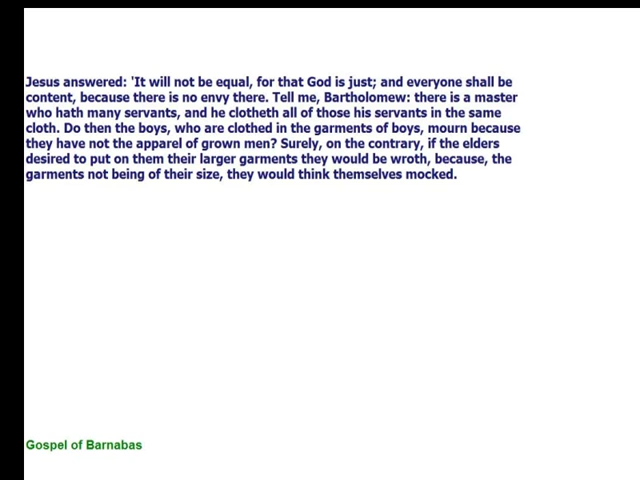 Jesus answered: 'It will not be equal, for that God is just; and everyone shall be
content, because there is no envy there. Tell me, Bartholomew: there is a master
who hath many servants, and he clotheth all of those his servants in the same
cloth. Do then the boys, who are clothed in the garments of boys, mourn because
they have not the apparel of grown men? Surely, on the contrary, if the elders
desired to put on them their larger garments they would be wroth, because, the
garments not being of their size, they would think themselves mocked.
Gospel of Barnabas